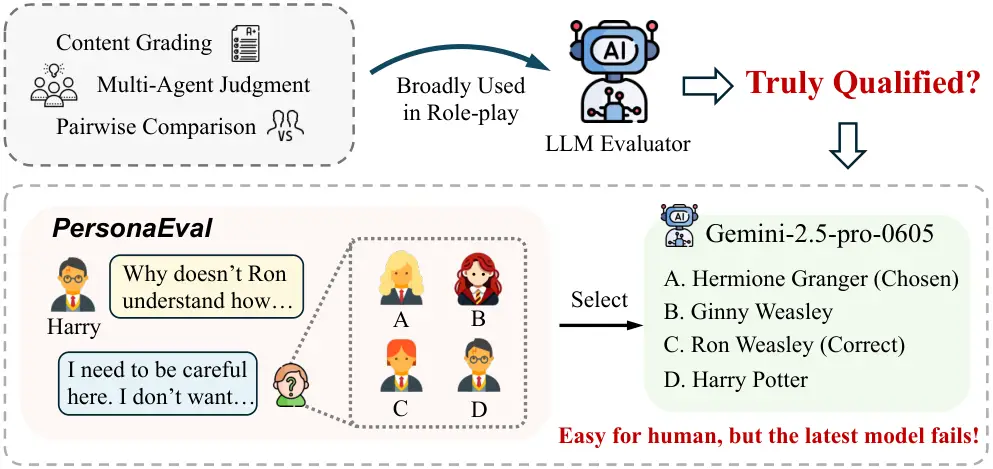 Content Grading
A+
Multi-Agent Judgment
Pairwise Comparison
VS
Broadly Used
in Role-play
AI
LLM Evaluator
Truly Qualified?
PersonaEval
Why doesn’t Ron
understand how…
Harry
I need to be careful
here. I don’t want…
?
A
B
C
D
Select
AI
Gemini-2.5-pro-0605
A. Hermione Granger (Chosen)
B. Ginny Weasley
C. Ron Weasley (Correct)
D. Harry Potter
Easy for human, but the latest model fails!